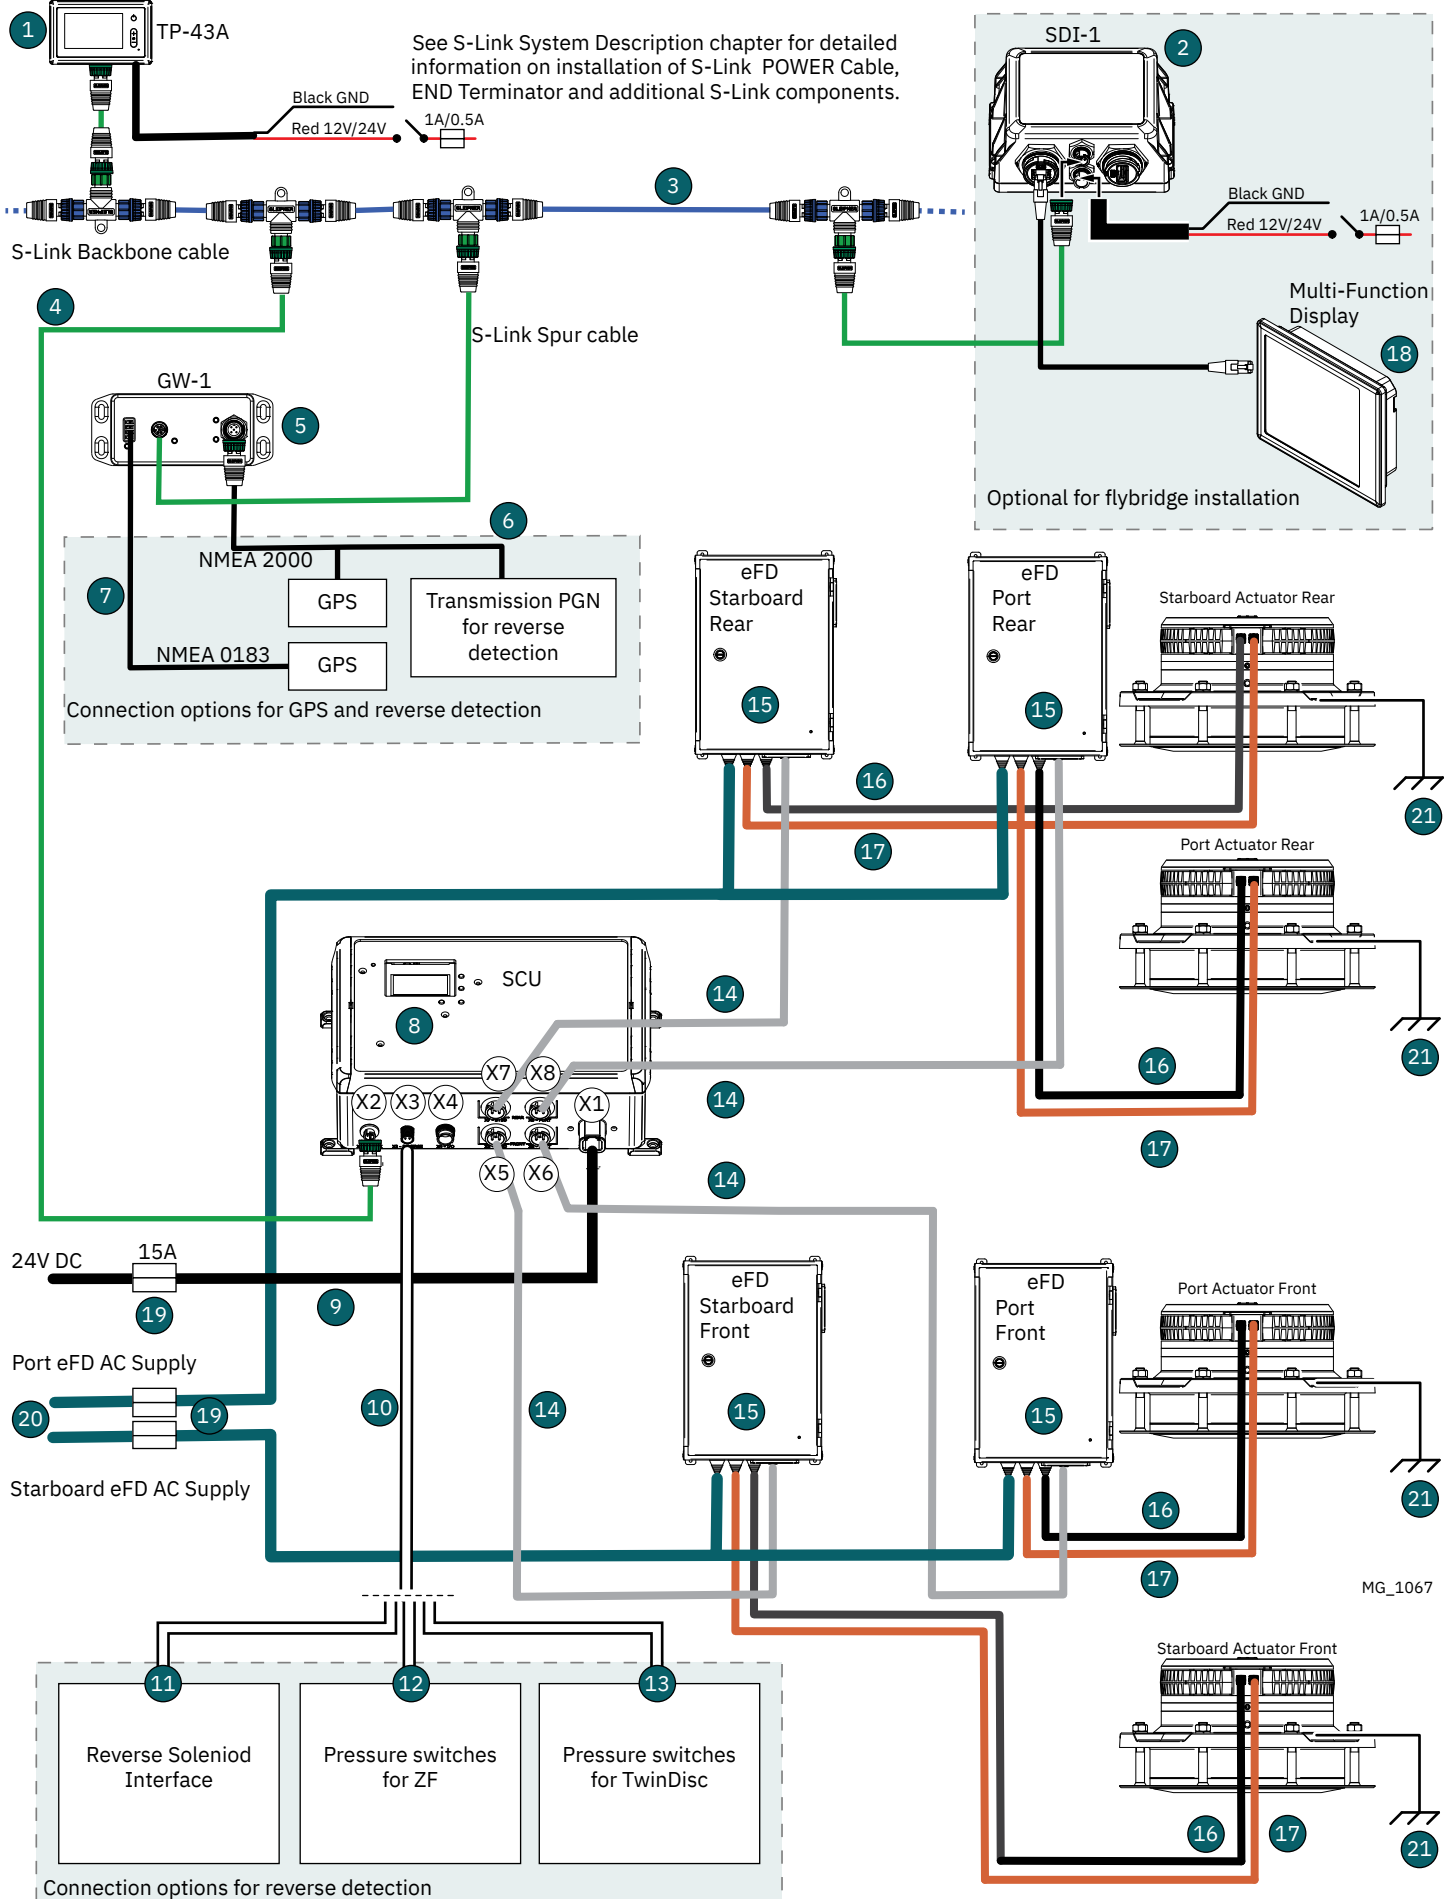 1
TP-43A
See S-Link System Description chapter for detailed
information on installation of S-Link POWER Cable,
END Terminator and additional S-Link components.
Black GND
Red 12V/24V
1A/0.5A
SDI-1
2
Black GND
Red 12V/24V
1A/0.5A
3
SLEIPNER
SLEIPNER
SLEIPNER
S-Link Backbone cable
4
S-Link Spur cable
Multi-Function
Display
18
Optional for flybridge installation
GW-1
5
6
NMEA 2000
7
GPS
Transmission PGN
for reverse
detection
NMEA 0183
GPS
Connection options for GPS and reverse detection
eFD
Starboard
Rear
15
eFD
Port
Rear
15
Starboard Actuator Rear
16
17
21
Port Actuator Rear
21
16
17
SCU
8
14
14
14
X7
X8
X2
X3
X4
X1
REAR
FRONT
X5
X6
24V DC
15A
19
9
Port eFD AC Supply
20
19
Starboard eFD AC Supply
10
14
eFD
Starboard
Front
15
eFD
Port
Front
15
Port Actuator Front
16
17
21
MG_1067
Starboard Actuator Front
16
17
21
11
12
13
Reverse Soleniod
Interface
Pressure switches
for ZF
Pressure switches
for TwinDisc
Connection options for reverse detection